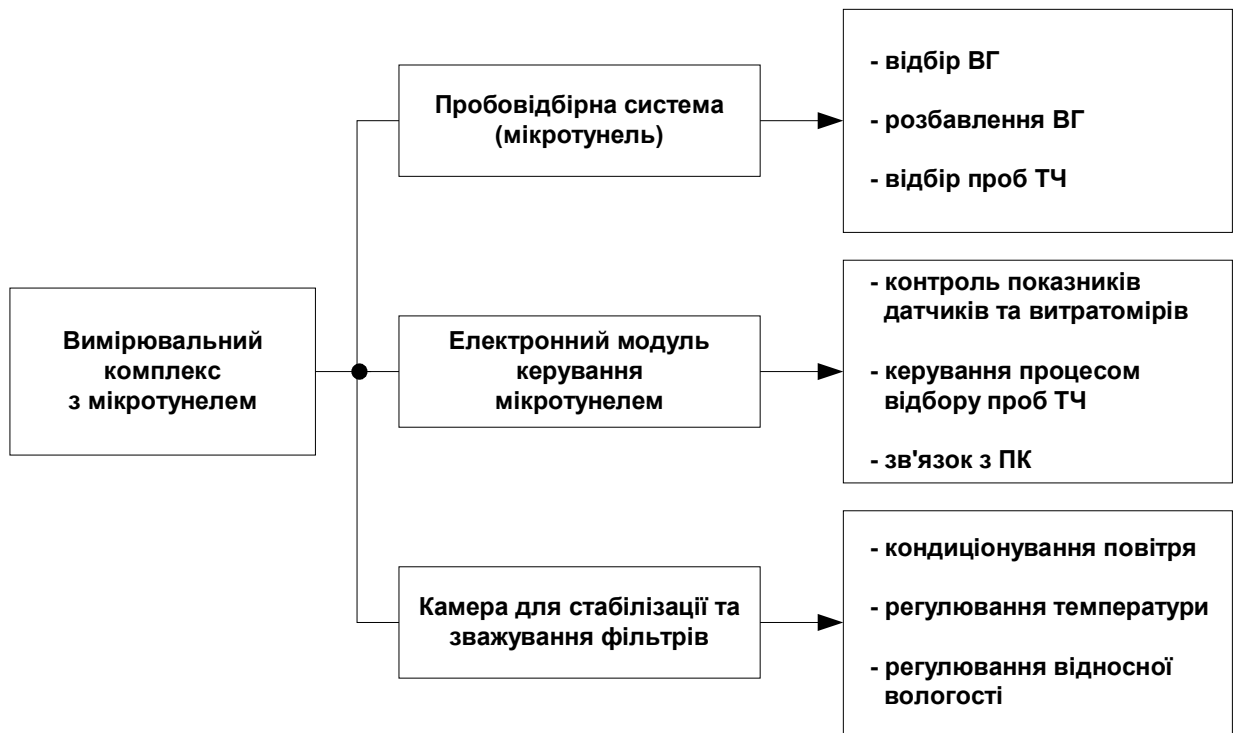 Вимірювальний
комплекс
з мікротунелем
Пробовідбірна система
(мікротунель)
- відбір ВГ
- розбавлення ВГ
- відбір проб ТЧ
Електронний модуль
керування
мікротунелем
- контроль показників
датчиків та витратомірів
- керування процесом
відбору проб ТЧ
- зв'язок з ПК
Камера для стабілізації та
зважування фільтрів
- кондиціонування повітря
- регулювання температури
- регулювання відносної
вологості